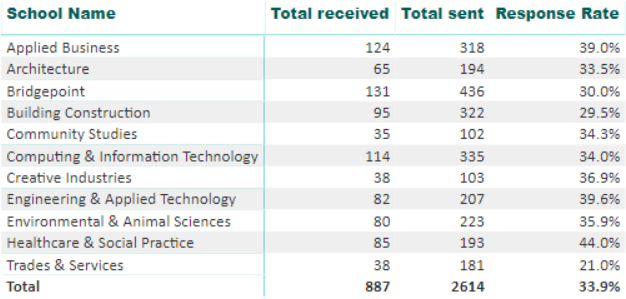 School Name Total received Total sent Response Rate
Applied Business 124 318 39.0%
Architecture 65 194 33.5%
Bridgepoint 131 436 30.0%
Building Construction 95 322 29.5%
Community Studies 35 102 34.3%
Computing & Information Technology 114 335 34.0%
Creative Industries 38 103 36.9%
Engineering & Applied Technology 82 207 39.6%
Environmental & Animal Sciences 80 223 35.9%
Healthcare & Social Practice 85 193 44.0%
Trades & Services 38 181 21.0%
Total 887 2614 33.9%